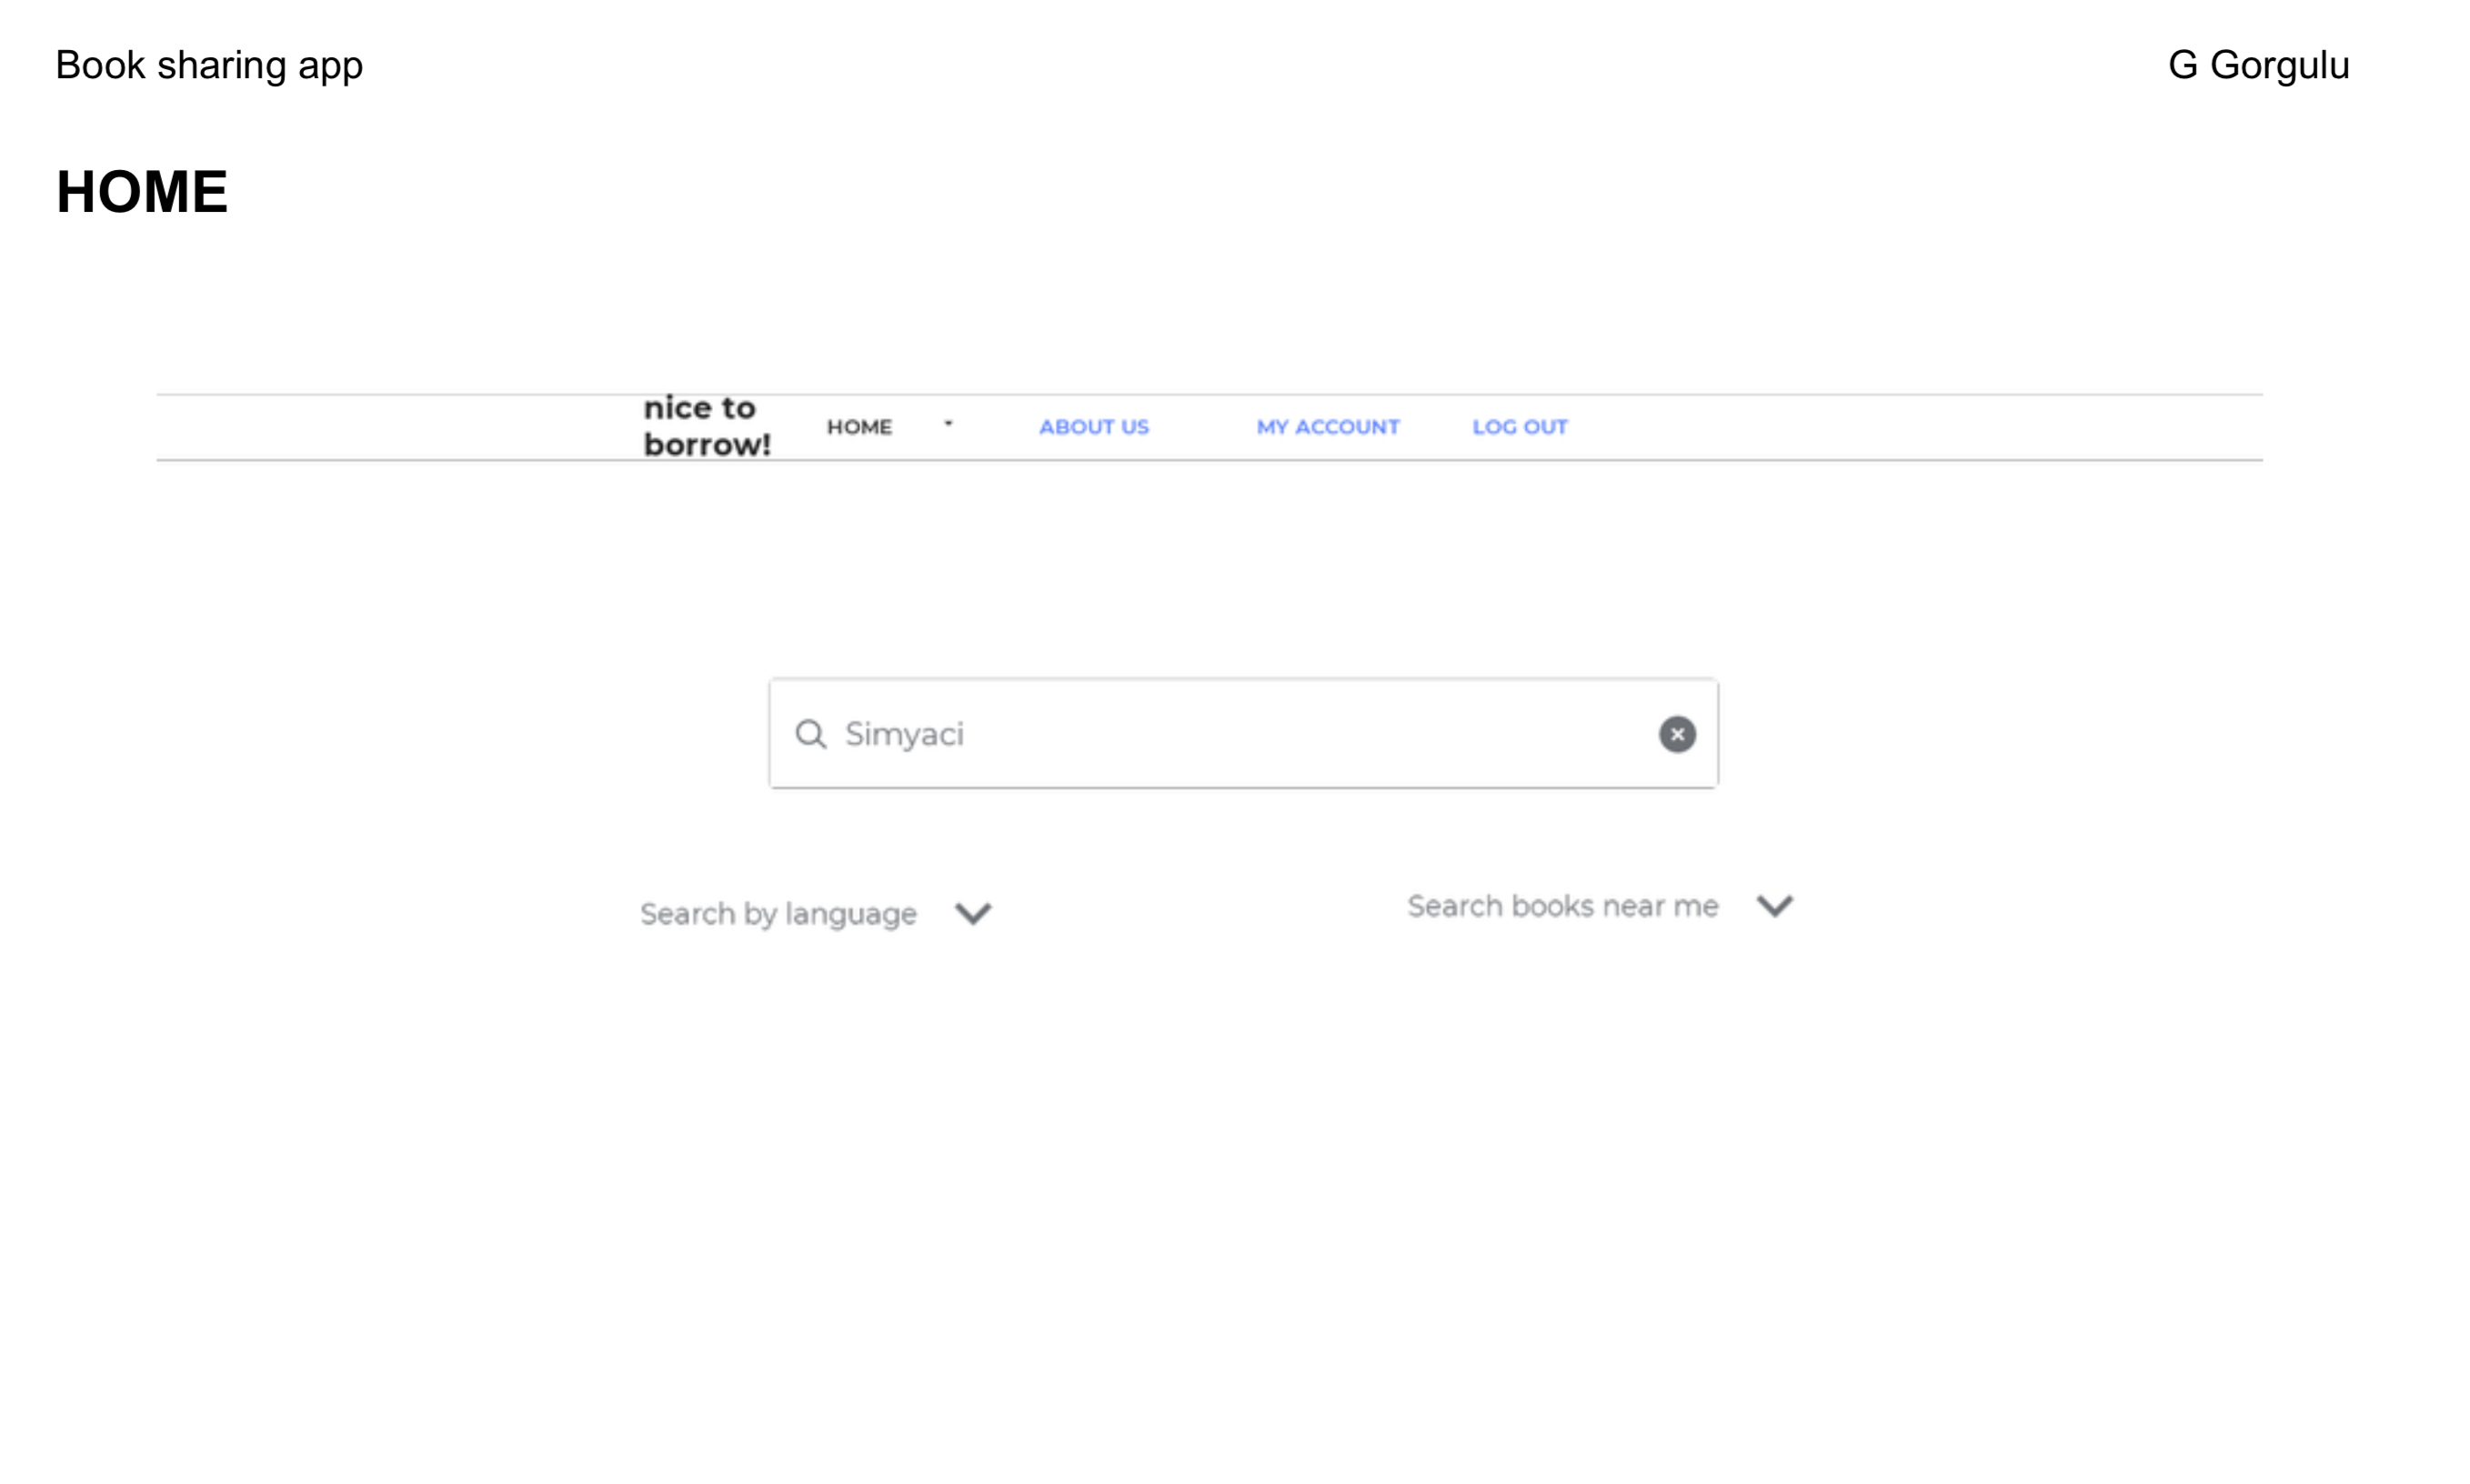 Book sharing app
G Gorgulu
HOME
nice to
borrow!
HOME
ABOUT US
MY ACCOUNT
LOG OUT
Simyaci
Search by language
Search books near me